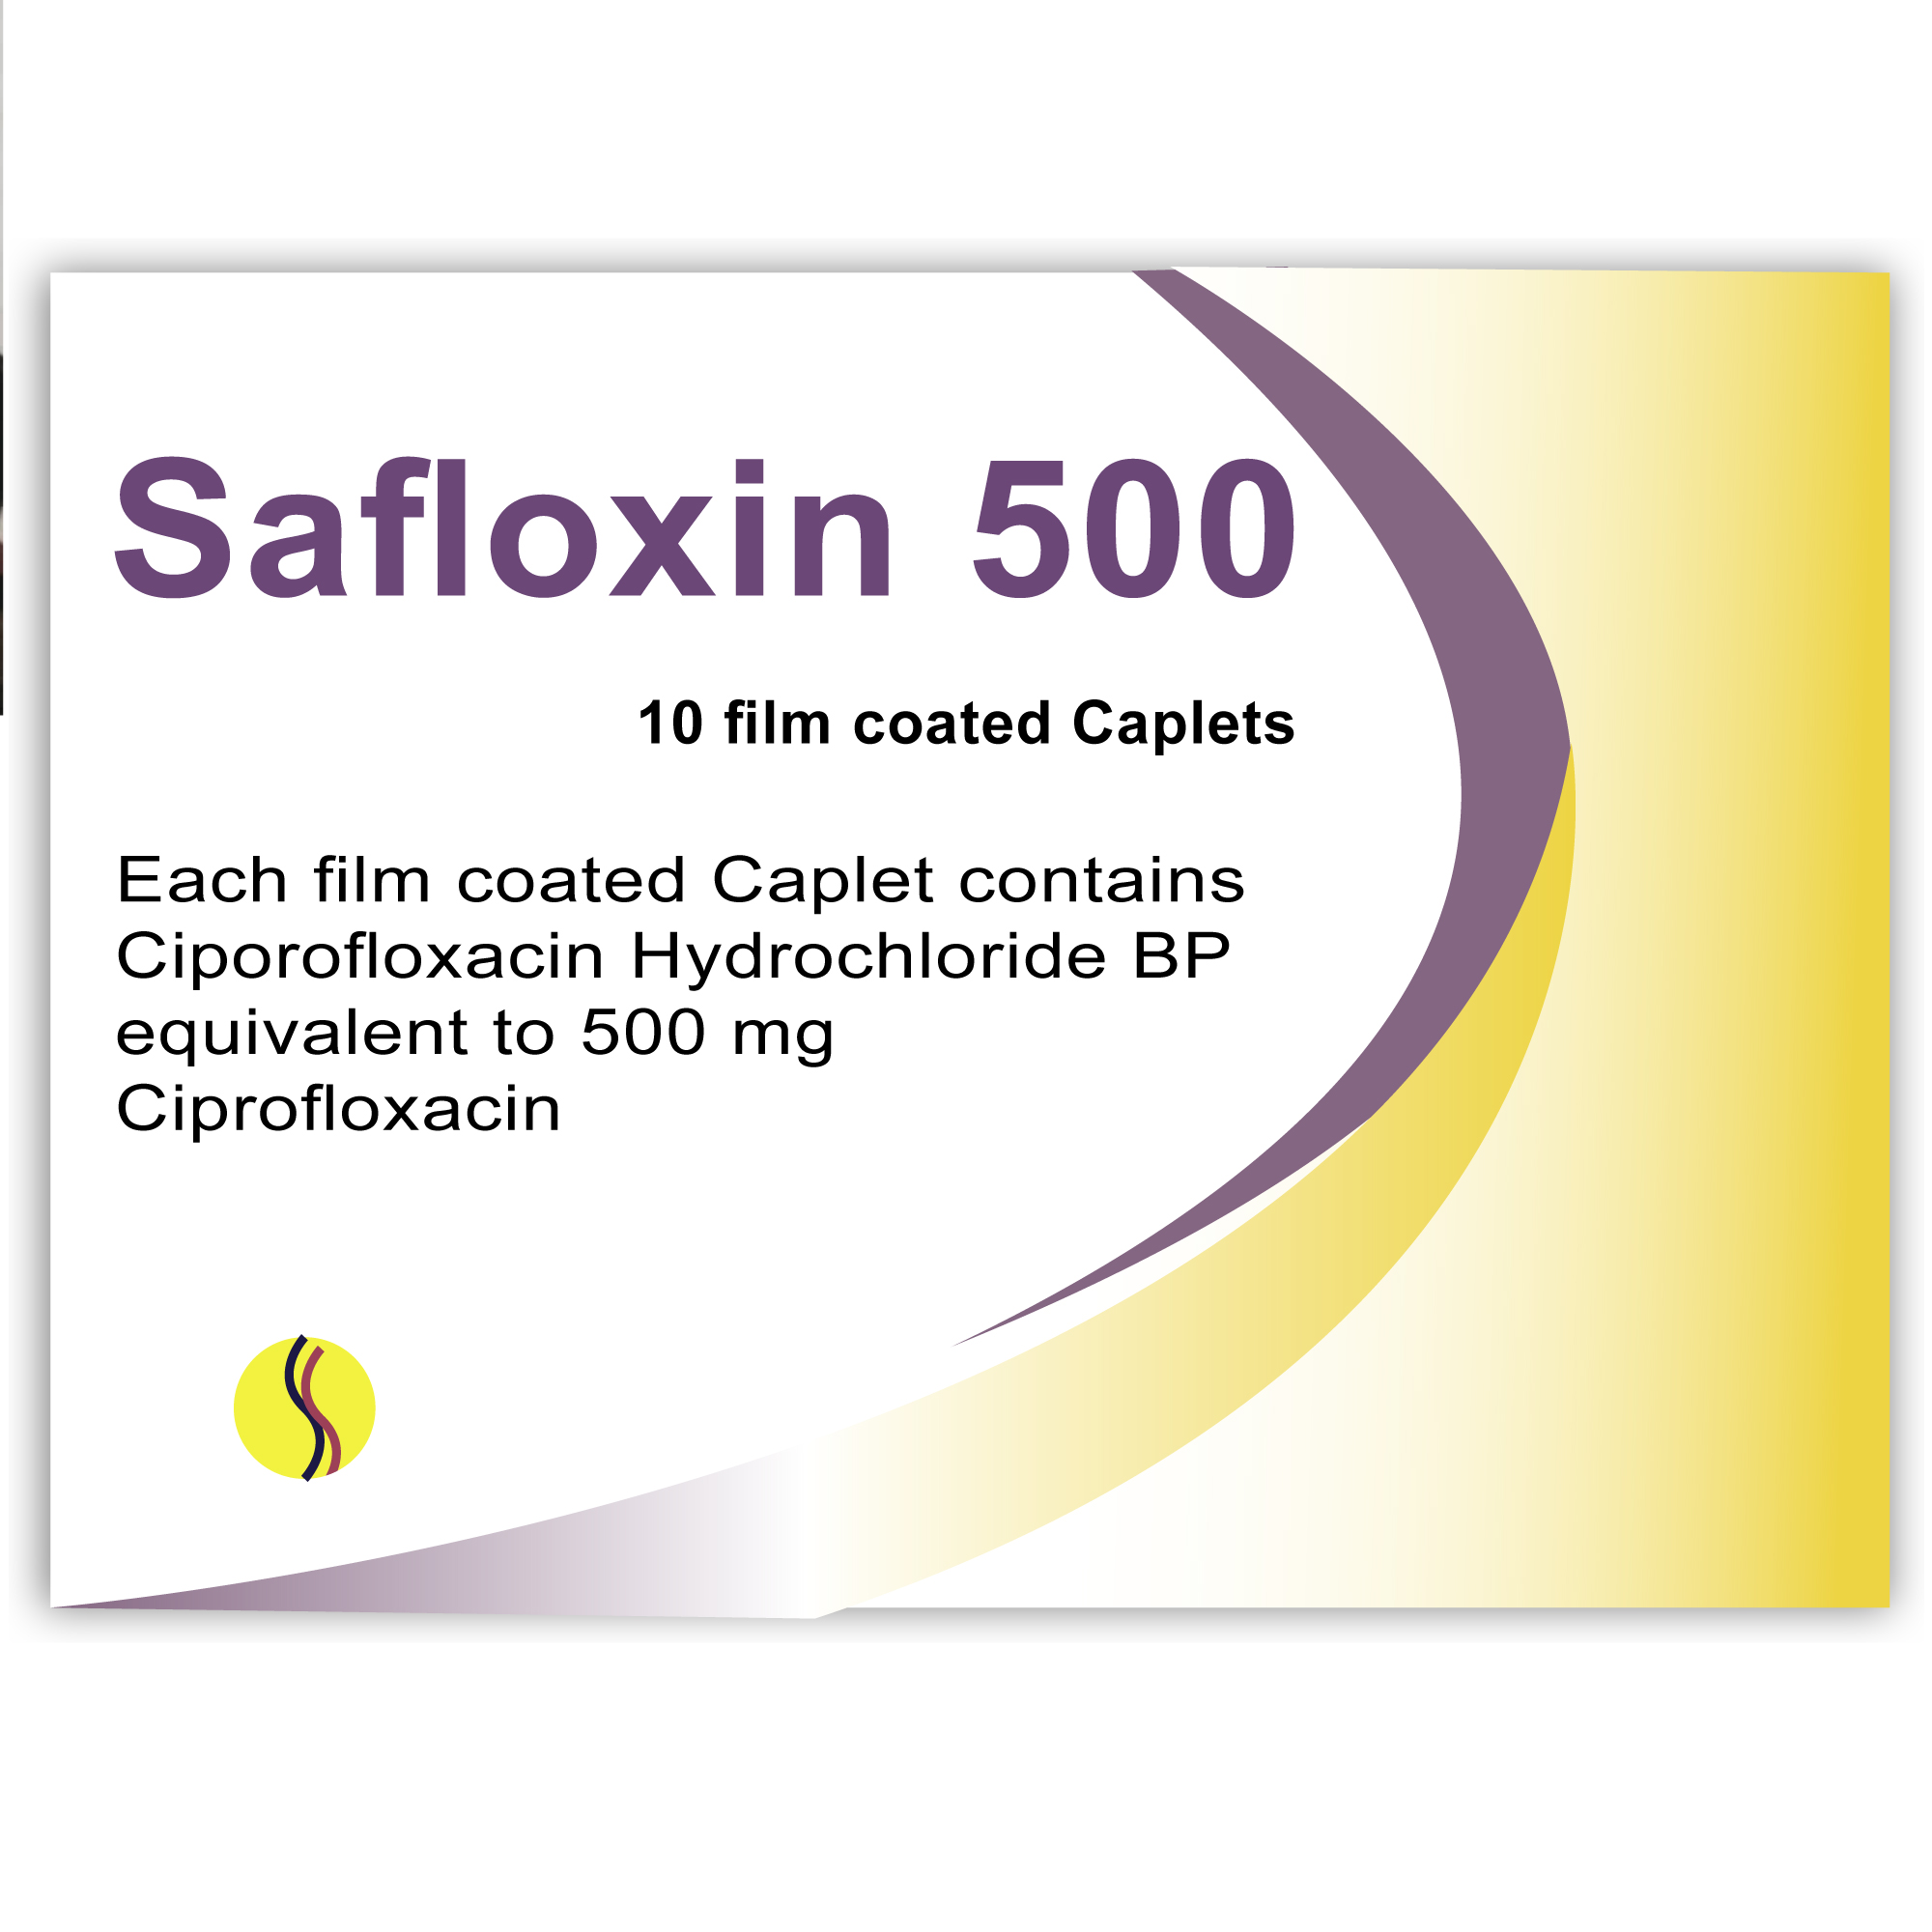 Safloxin 500
10 film coated Caplets
Each film coated Caplet contains
Ciporofloxacin Hydrochloride BP
equivalent to 500 mg
Ciprofloxacin